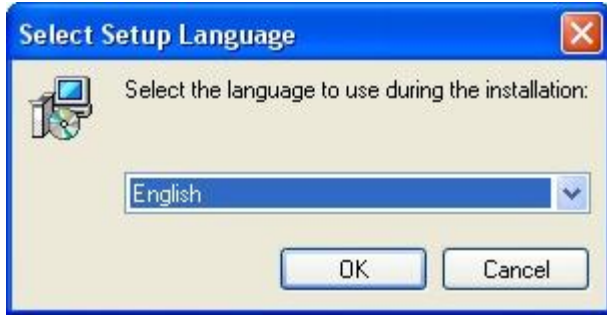 Select Setup Language
Select the language to use during the installation:
English
OK
Cancel